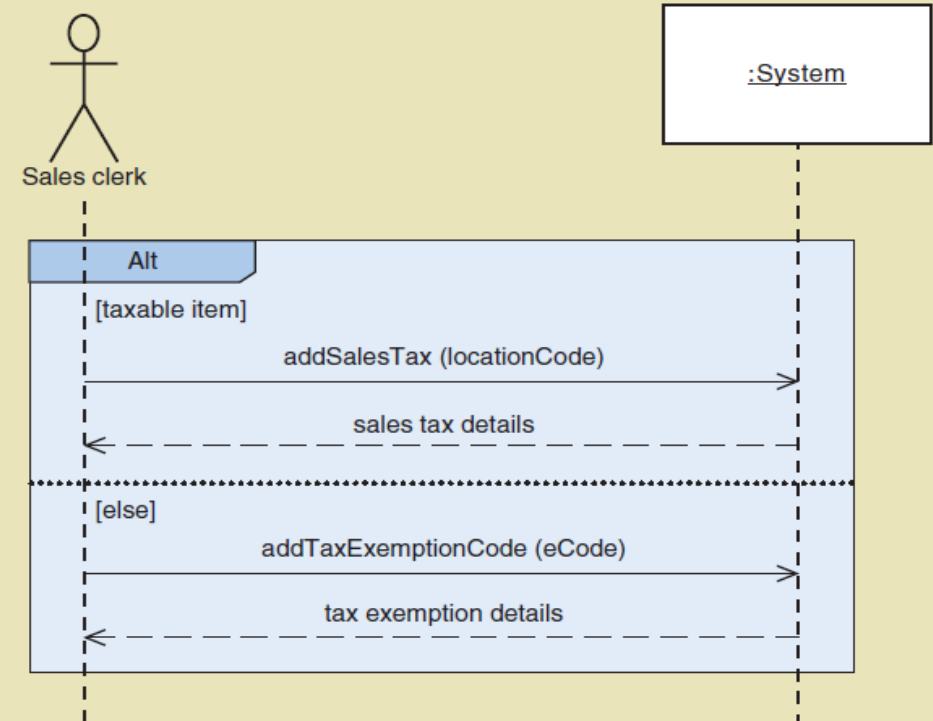 :System
Sales clerk
Alt
[taxable item]
addSalesTax (locationCode)
sales tax details
[else]
addTaxExemptionCode (eCode)
tax exemption details